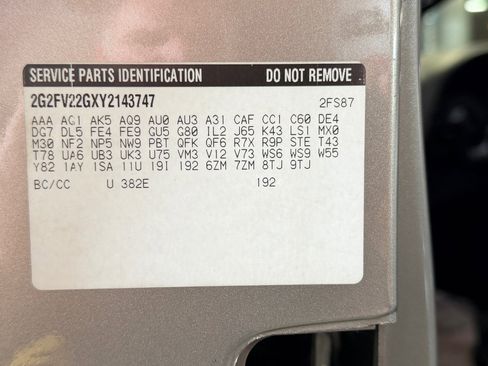 SERVICE PARTS IDENTIFICATION DO NOT REMOVE
2G2FV22GXY2143747 2FS87
AAA AG1 AK5 AQ9 AU0 AU3 A31 CAF CC1 C60 DE4
DG7 DL5 FE4 FE9 GU5 G80 IL2 J65 K43 LS1 MX0
M30 NF2 NP5 NW9 PBT QFK QF6 R7X R9P STE T43
T78 UA6 UB3 UK3 U75 VM3 V12 V73 WS6 WS9 W55
Y82 1AY 1SA 11U 19I 192 6ZM 7ZM 8TJ 9TJ
BC/CC U 382E 192